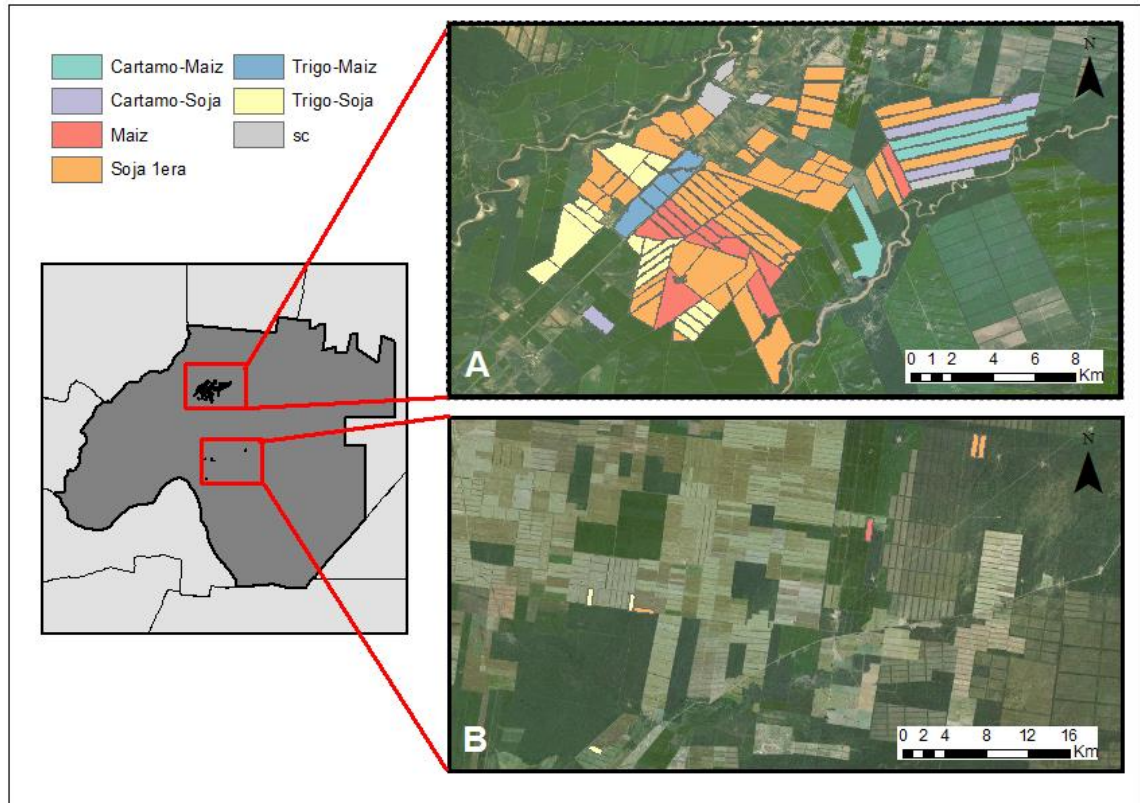 Cartamo-Maiz
Cartamo-Soja
Maiz
Soja 1era
Trigo-Maiz
Trigo-Soja
sc
N
A
0 1 2 4 6 8
Km
N
B
0 2 4 8 12 16
Km